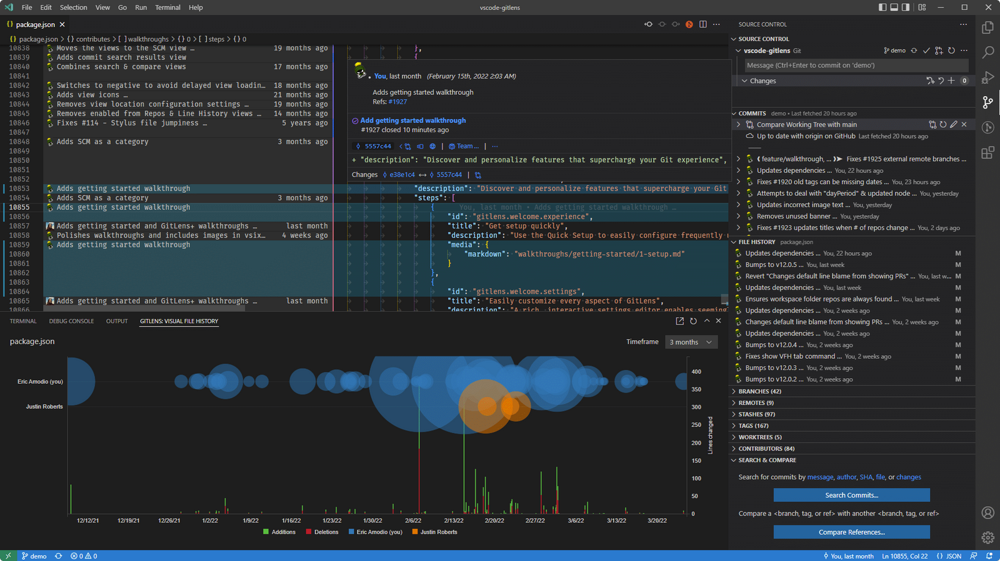 File Edit Selection View Go Run Terminal Help
vscode-gitlens
package.json
package.json > { } contributes > [ ] walkthroughs > { } 0 > [ ] steps > { } 0
10838 Moves the views to the SCM view … 19 months ago
10839 Adds commit search results view
10840 Combines search & compare views 17 months ago
10841
10842 Switches to negative to avoid delayed view loadin… 18 months ago
10843 Adds view icons … 21 months ago
10844 Removes view location configuration settings … 19 months ago
10845 Removes enabled from Repos & Line History views … 14 months ago
10846 Fixes #114 - Stylus file jumpiness … 5 years ago
10847
10848 Adds SCM as a category 3 months ago
10849
10850
10851
10852
10853 Adds getting started walkthrough
10854 Adds SCM as a category 3 months ago
10855 Adds getting started walkthrough
10856
10857 Adds getting started and GitLens+ walkthroughs … last month
10858 Polishes walkthroughs and includes images in vsix… 4 weeks ago
10859 Adds getting started walkthrough
10860
10861
10862
10863
10864
10865 Adds getting started and GitLens+ walkthroughs … last month
10866
},
{
You, last month (February 15th, 2022 2:03 AM)
Adds getting started walkthrough
Refs: #1927
Add getting started walkthrough
#1927 closed 10 minutes ago
5557c44 | Team... | ...
+ "description": "Discover and personalize features that supercharge your Git experience",
Changes e38e1c4 ↔ 5557c44 |
"description": "Discover and personalize features that supercharge your Git
"steps": [
{ You, last month • Adds getting started walkthrough …
"id": "gitlens.welcome.experience",
"title": "Get setup quickly",
"description": "Use the Quick Setup to easily configure frequently
"media": {
"markdown": "walkthroughs/getting-started/1-setup.md"
}
},
{
"id": "gitlens.welcome.settings",
"title": "Easily customize every aspect of GitLens",
"description": "A rich, interactive settings editor enables seeming
TERMINAL DEBUG CONSOLE OUTPUT GITLENS: VISUAL FILE HISTORY
package.json
Timeframe 3 months
Eric Amodio (you)
Justin Roberts
400
350
300
250
200
150
100
50
0
Lines changed
12/12/21 12/19/21 12/26/21 1/2/22 1/9/22 1/16/22 1/23/22 1/30/22 2/6/22 2/13/22 2/20/22 2/27/22 3/6/22 3/13/22 3/20/22
Additions Deletions Eric Amodio (you) Justin Roberts
SOURCE CONTROL
SOURCE CONTROL
vscode-gitlens Git demo
Message (Ctrl+Enter to commit on 'demo')
Changes 0
COMMITS demo • Last fetched 20 hours ago
Compare Working Tree with main
Up to date with origin on GitHub Last fetched 20 hours ago
feature/walkthrough, ... Fixes #1925 external remote branches ...
Updates dependencies ... You, 22 hours ago
Fixes #1920 old tags can be missing dates ... You, 23 hours ago
Attempts to deal with "dayPeriod" & updated node ... You, yesterday
Updates incorrect image text ... You, yesterday
Removes unused banner ... You, yesterday
Fixes #1923 updates titles when # of repos change ... You, 2 days ago
FILE HISTORY package.json
Updates dependencies ... You, 22 hours ago M
Bumps to v12.0.5 ... You, last week M
Revert "Changes default line blame from showing PRs" ... You, last w... M
Updates dependencies ... You, last week M
Ensures workspace folder repos are always found ... You, last week M
Updates dependencies ... You, 2 weeks ago M
Changes default line blame from showing PRs ... You, 2 weeks ago M
Updates dependencies ... You, 2 weeks ago M
Bumps to v12.0.4 ... You, 2 weeks ago M
Fixes show VFH tab command ... You, 2 weeks ago M
Bumps to v12.0.3 ... You, 2 weeks ago M
Bumps to v12.0.2 ... You, 2 weeks ago M
BRANCHES (42)
REMOTES (9)
STASHES (97)
TAGS (167)
WORKTREES (5)
CONTRIBUTORS (84)
SEARCH & COMPARE
Search for commits by message, author, SHA, file, or changes
Search Commits...
Compare a <branch, tag, or ref> with another <branch, tag, or ref>
Compare References...
demo 0 0 You, last month Ln 10855, Col 22 { } JSON